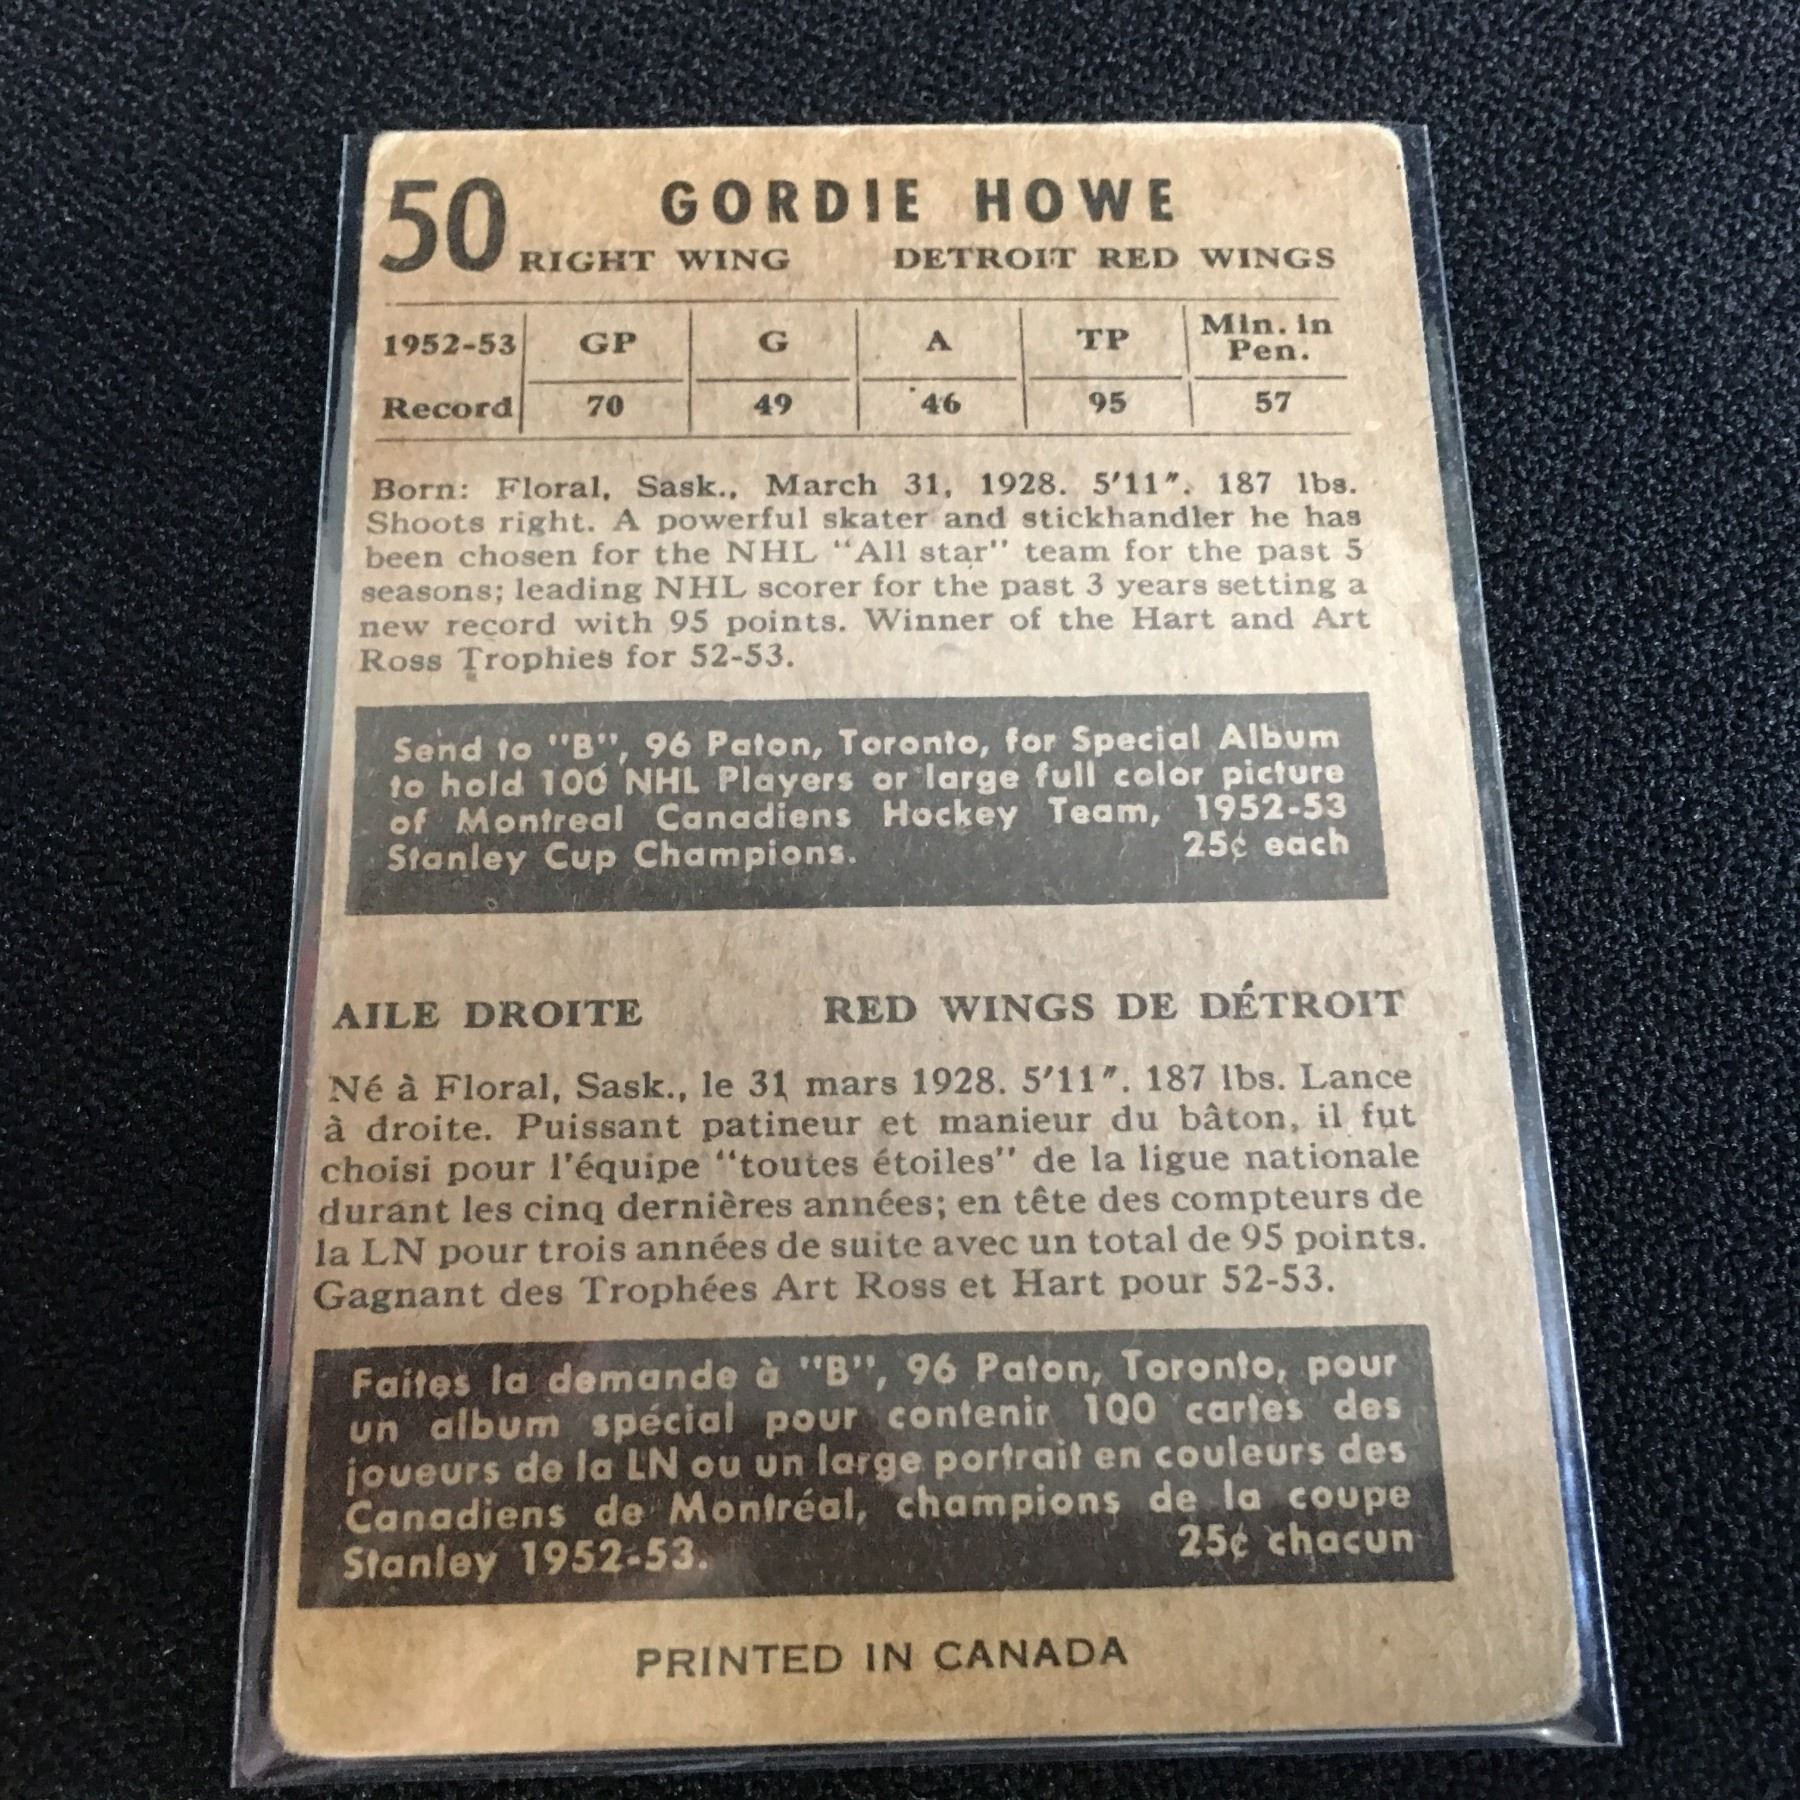 50 GORDIE HOWE
RIGHT WING DETROIT RED WINGS
1952-53 GP G A TP Min. in Pen.
Record 70 49 46 95 57
Born: Floral, Sask., March 31, 1928. 5'11". 187 lbs.
Shoots right. A powerful skater and stickhandler he has
been chosen for the NHL "All star" team for the past 5
seasons; leading NHL scorer for the past 3 years setting a
new record with 95 points. Winner of the Hart and Art
Ross Trophies for 52-53.
Send to "B", 96 Paton, Toronto, for Special Album
to hold 100 NHL Players or large full color picture
of Montreal Canadiens Hockey Team, 1952-53
Stanley Cup Champions. 25¢ each
AILE DROITE RED WINGS DE DÉTROIT
Né à Floral, Sask., le 31 mars 1928. 5'11". 187 lbs. Lance
à droite. Puissant patineur et manieur du bâton, il fut
choisi pour l'équipe "toutes étoiles" de la ligue nationale
durant les cinq dernières années; en tête des compteurs de
la LN pour trois années de suite avec un total de 95 points.
Gagnant des Trophées Art Ross et Hart pour 52-53.
Faites la demande à "B", 96 Paton, Toronto, pour
un album spécial pour contenir 100 cartes des
joueurs de la LN ou un large portrait en couleurs des
Canadiens de Montréal, champions de la coupe
Stanley 1952-53. 25¢ chacun
PRINTED IN CANADA